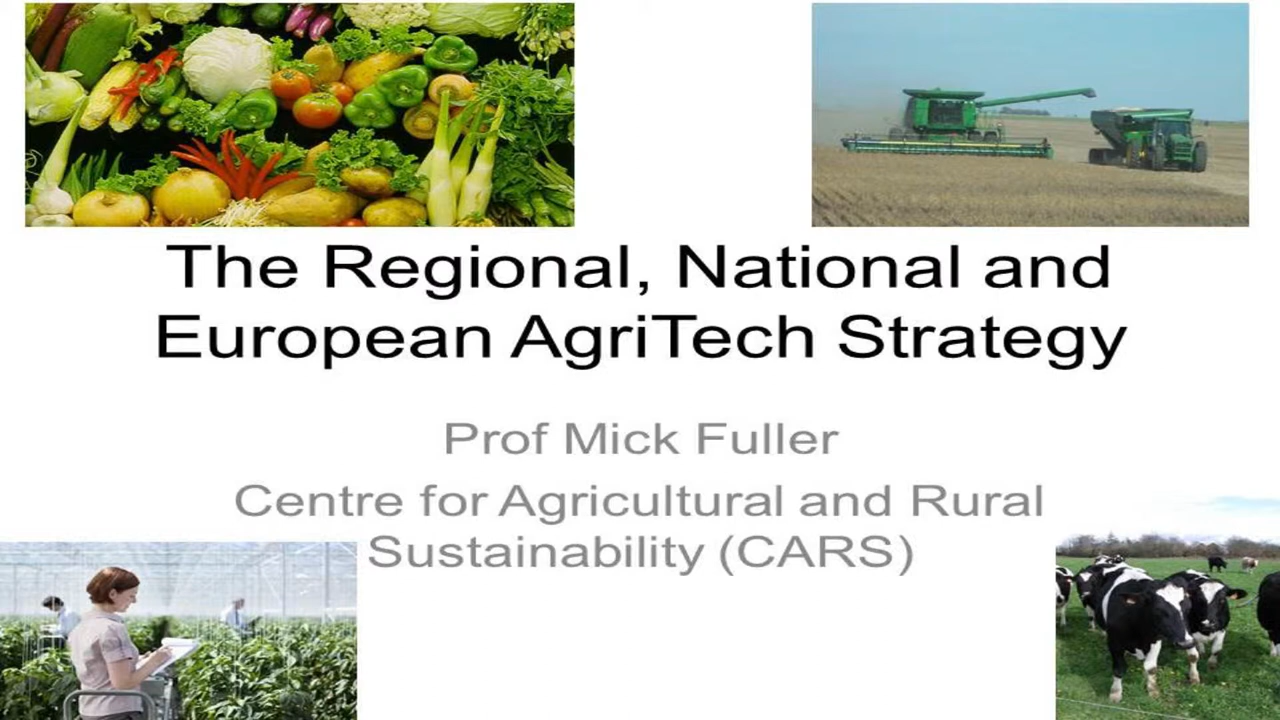 The Regional, National and
European AgriTech Strategy
Prof Mick Fuller
Centre for Agricultural and Rural
Sustainability (CARS)